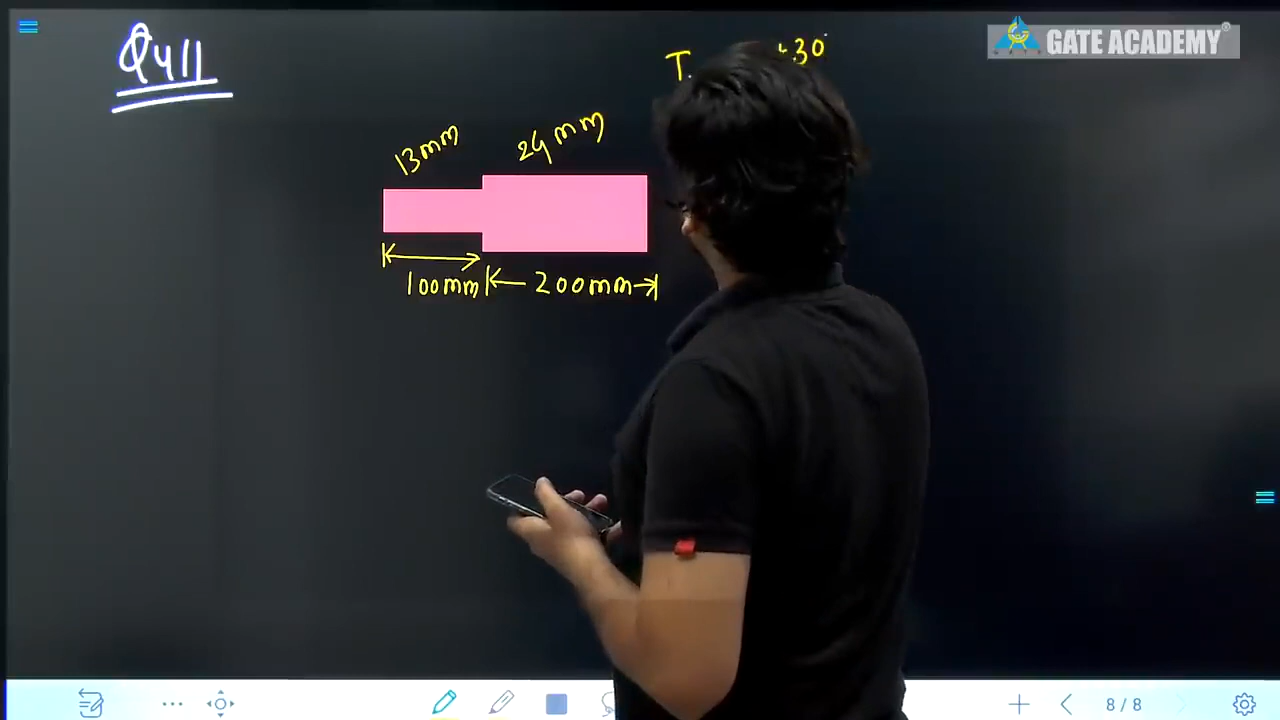 Q411
T.
30°
GATE ACADEMY
13mm
24mm
100mm
200mm
8 / 8